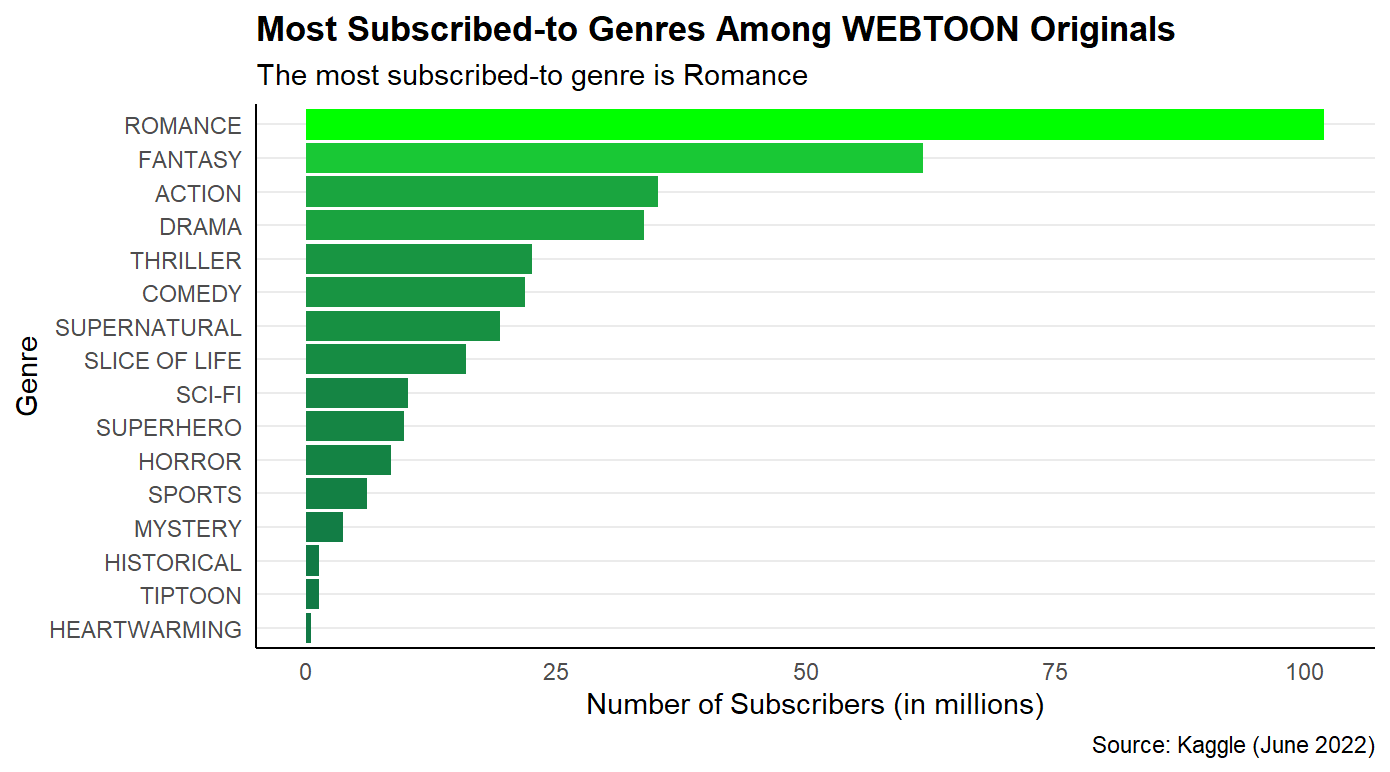 Most Subscribed-to Genres Among WEBTOON Originals
The most subscribed-to genre is Romance
Genre
ROMANCE
FANTASY
ACTION
DRAMA
THRILLER
COMEDY
SUPERNATURAL
SLICE OF LIFE
SCI-FI
SUPERHERO
HORROR
SPORTS
MYSTERY
HISTORICAL
TIPTOON
HEARTWARMING
0 25 50 75 100
Number of Subscribers (in millions)
Source: Kaggle (June 2022)